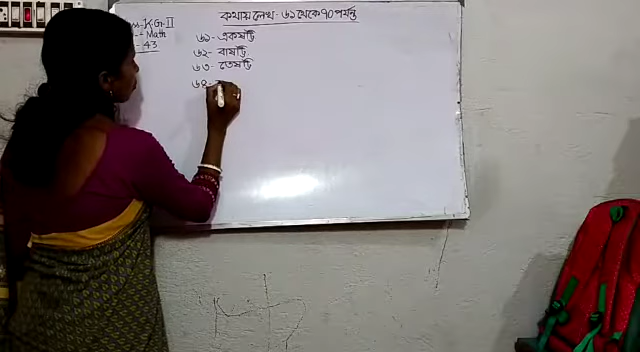 K.G-II
কথায় লেখ - ৬১ থেকে ৭০ পর্যন্ত
Math
43
৬১ - একষট্টি
৬২ - বাষট্টি
৬৩ - তেষট্টি
৬৪ -